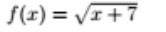 f(x) = √x + 7